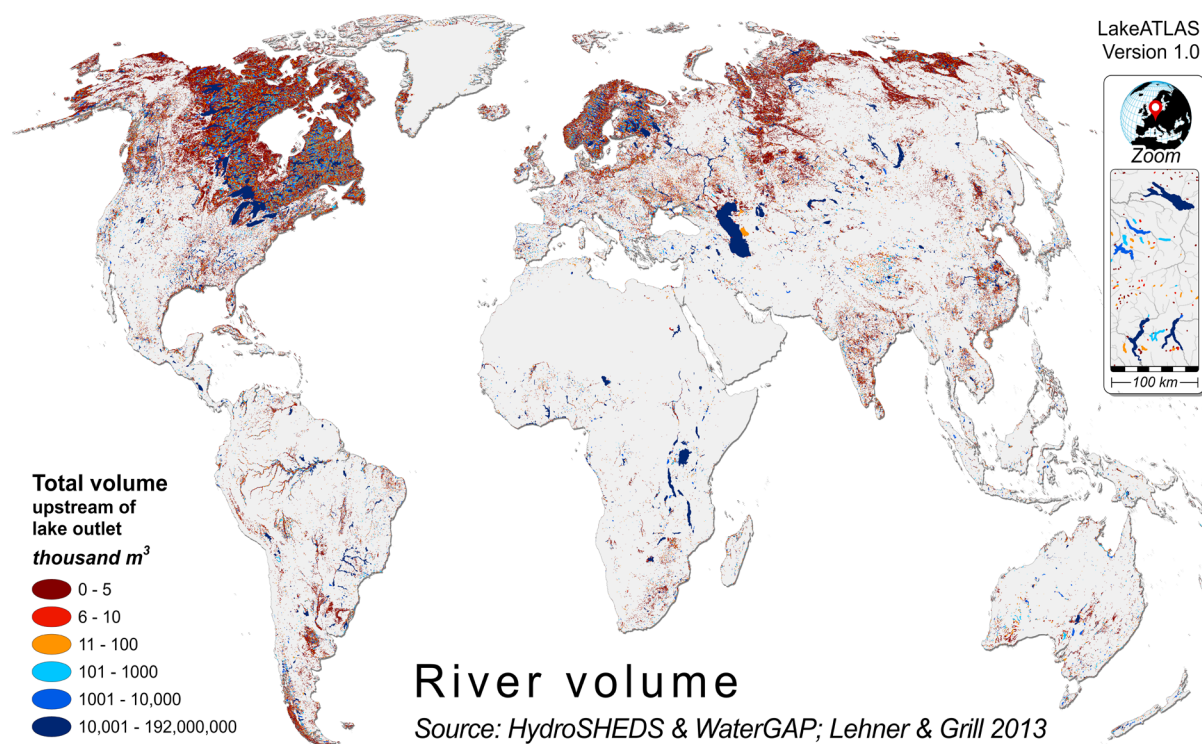 LakeATLAS
Version 1.0
Zoom
100 km
Total volume
upstream of
lake outlet
thousand m³
0 - 5
6 - 10
11 - 100
101 - 1000
1001 - 10,000
10,001 - 192,000,000
River volume
Source: HydroSHEDS & WaterGAP; Lehner & Grill 2013